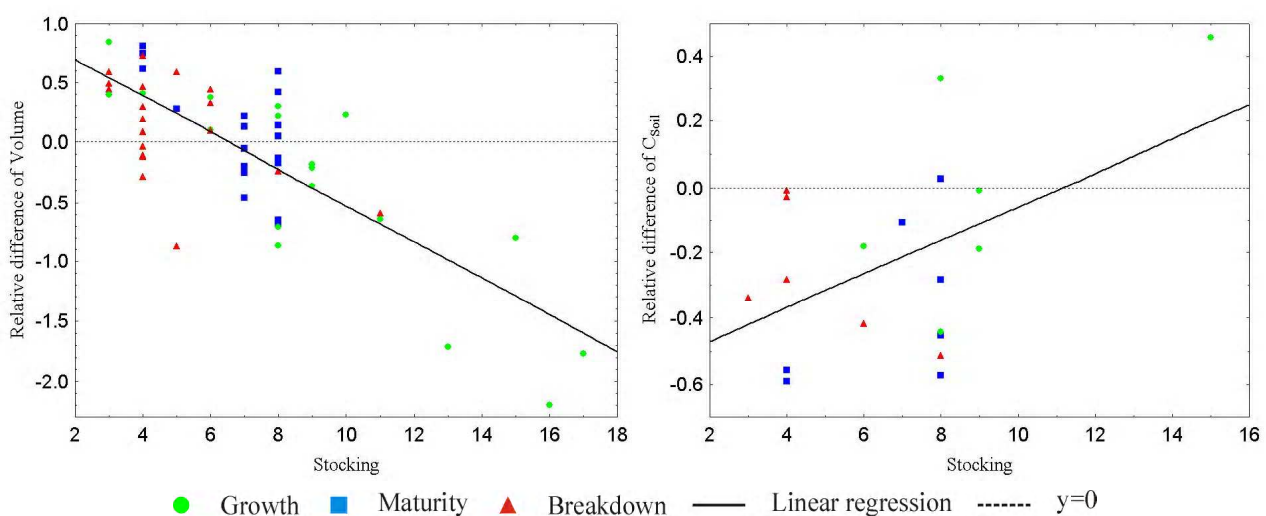 1.0
0.5
0.0
-0.5
-1.0
-1.5
-2.0
Relative difference of Volume
2 4 6 8 10 12 14 16 18
Stocking
0.4
0.2
0.0
-0.2
-0.4
-0.6
Relative difference of CSoil
2 4 6 8 10 12 14 16
Stocking
Growth Maturity Breakdown Linear regression y=0